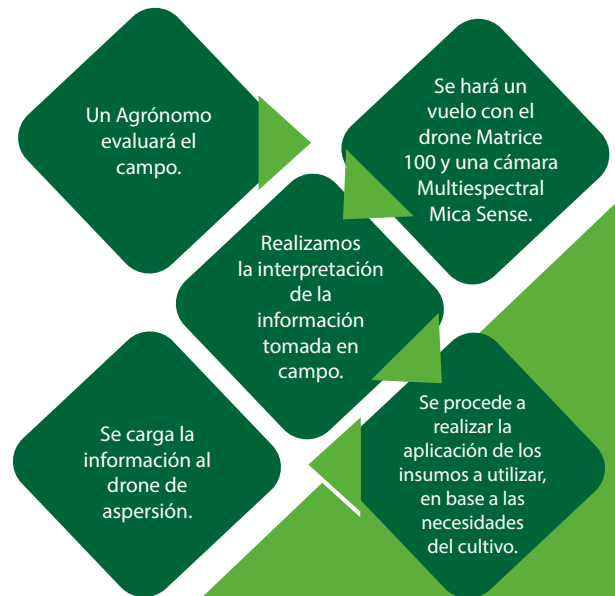 Un Agrónomo
evaluará el
campo.
Se hará un
vuelo con el
drone Matrice
100 y una cámara
Multiespectral
Mica Sense.
Realizamos
la interpretación
de la
información
tomada en
campo.
Se procede a
realizar la
aplicación de los
insumos a utilizar,
en base a las
necesidades
del cultivo.
Se carga la
información al
drone de
aspersión.